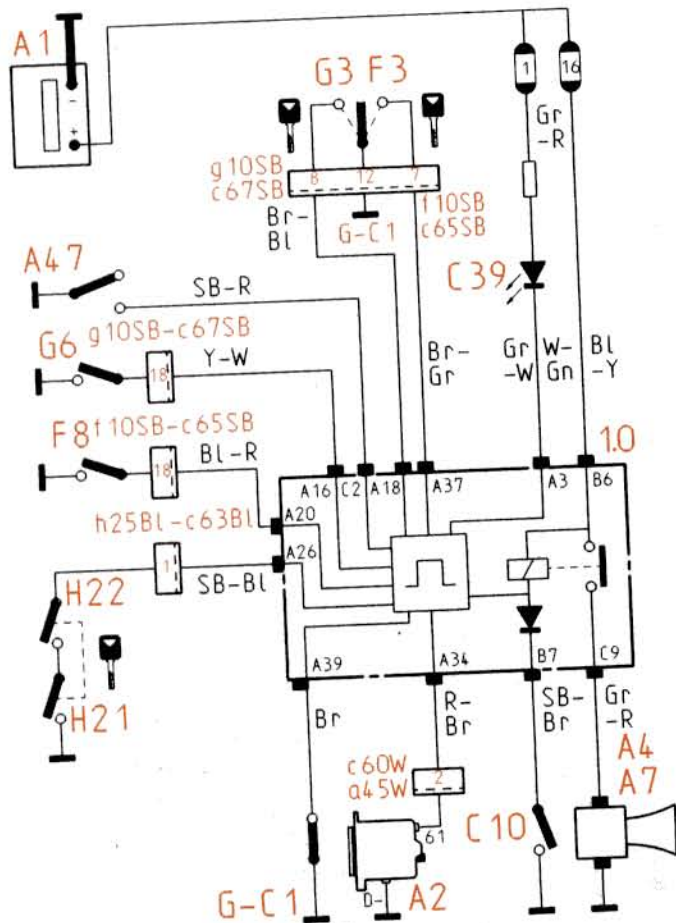 A1
-
+
1
16
G3 F3
Gr
-R
g10SB
c67SB
8 12 7
f10SB
c65SB
Br-
Bl
G-C1
C39
A47
SB-R
g10SB-c67SB
G6
18
Y-W
Br-
Gr
Gr
-W
W-
Gn
Bl
-Y
F8 f10SB-c65SB
18
Bl-R
1.0
A16 C2 A18 A37 A3 B6
A20
h25Bl-c63Bl
A26
1
SB-Bl
H22
H21
A39 A34 B7 C9
Br
R-
Br
SB-
Br
Gr
-R
c60W
a45W
2
A4
A7
C10
61
D-
G-C1
A2